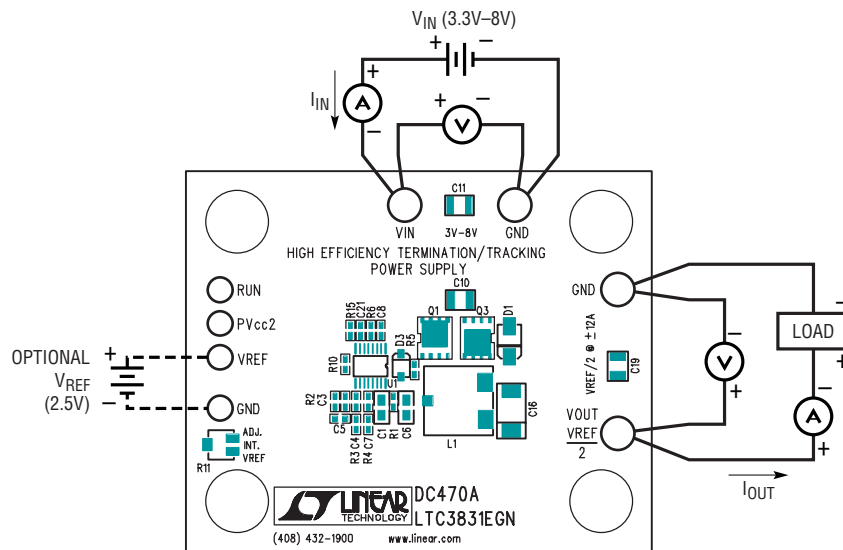 VIN (3.3V–8V)
+ –
+
IIN
A
–
+ –
V
C11
VIN
3V–8V
GND
HIGH EFFICIENCY TERMINATION/TRACKING
POWER SUPPLY
C10
RUN
PVcc2
VREF
GND
OPTIONAL
VREF
(2.5V)
+
–
ADJ.
INT.
VREF
R11
R15
C21
R6
C8
Q1
Q3
D1
D3
R5
R10
U1
R2
C3
C5
R3
C4
R4
C7
C1
R1
C6
L1
C16
GND
VREF/2 @ ±12A
C19
VOUT
VREF
2
–
V
+
–
LOAD
+
–
A
+
IOUT
LINEAR
TECHNOLOGY
DC470A
LTC3831EGN
(408) 432-1900
www.linear.com